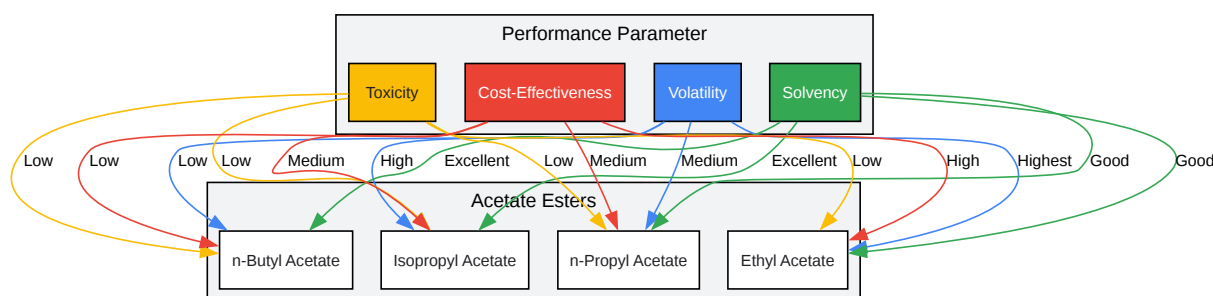 Performance Parameter
Toxicity
Cost-Effectiveness
Volatility
Solvency
Low
Low
Low
Low
Medium
High
Excellent
Low
Medium
Medium
Excellent
Low
High
Highest
Good
Good
Acetate Esters
n-Butyl Acetate
Isopropyl Acetate
n-Propyl Acetate
Ethyl Acetate